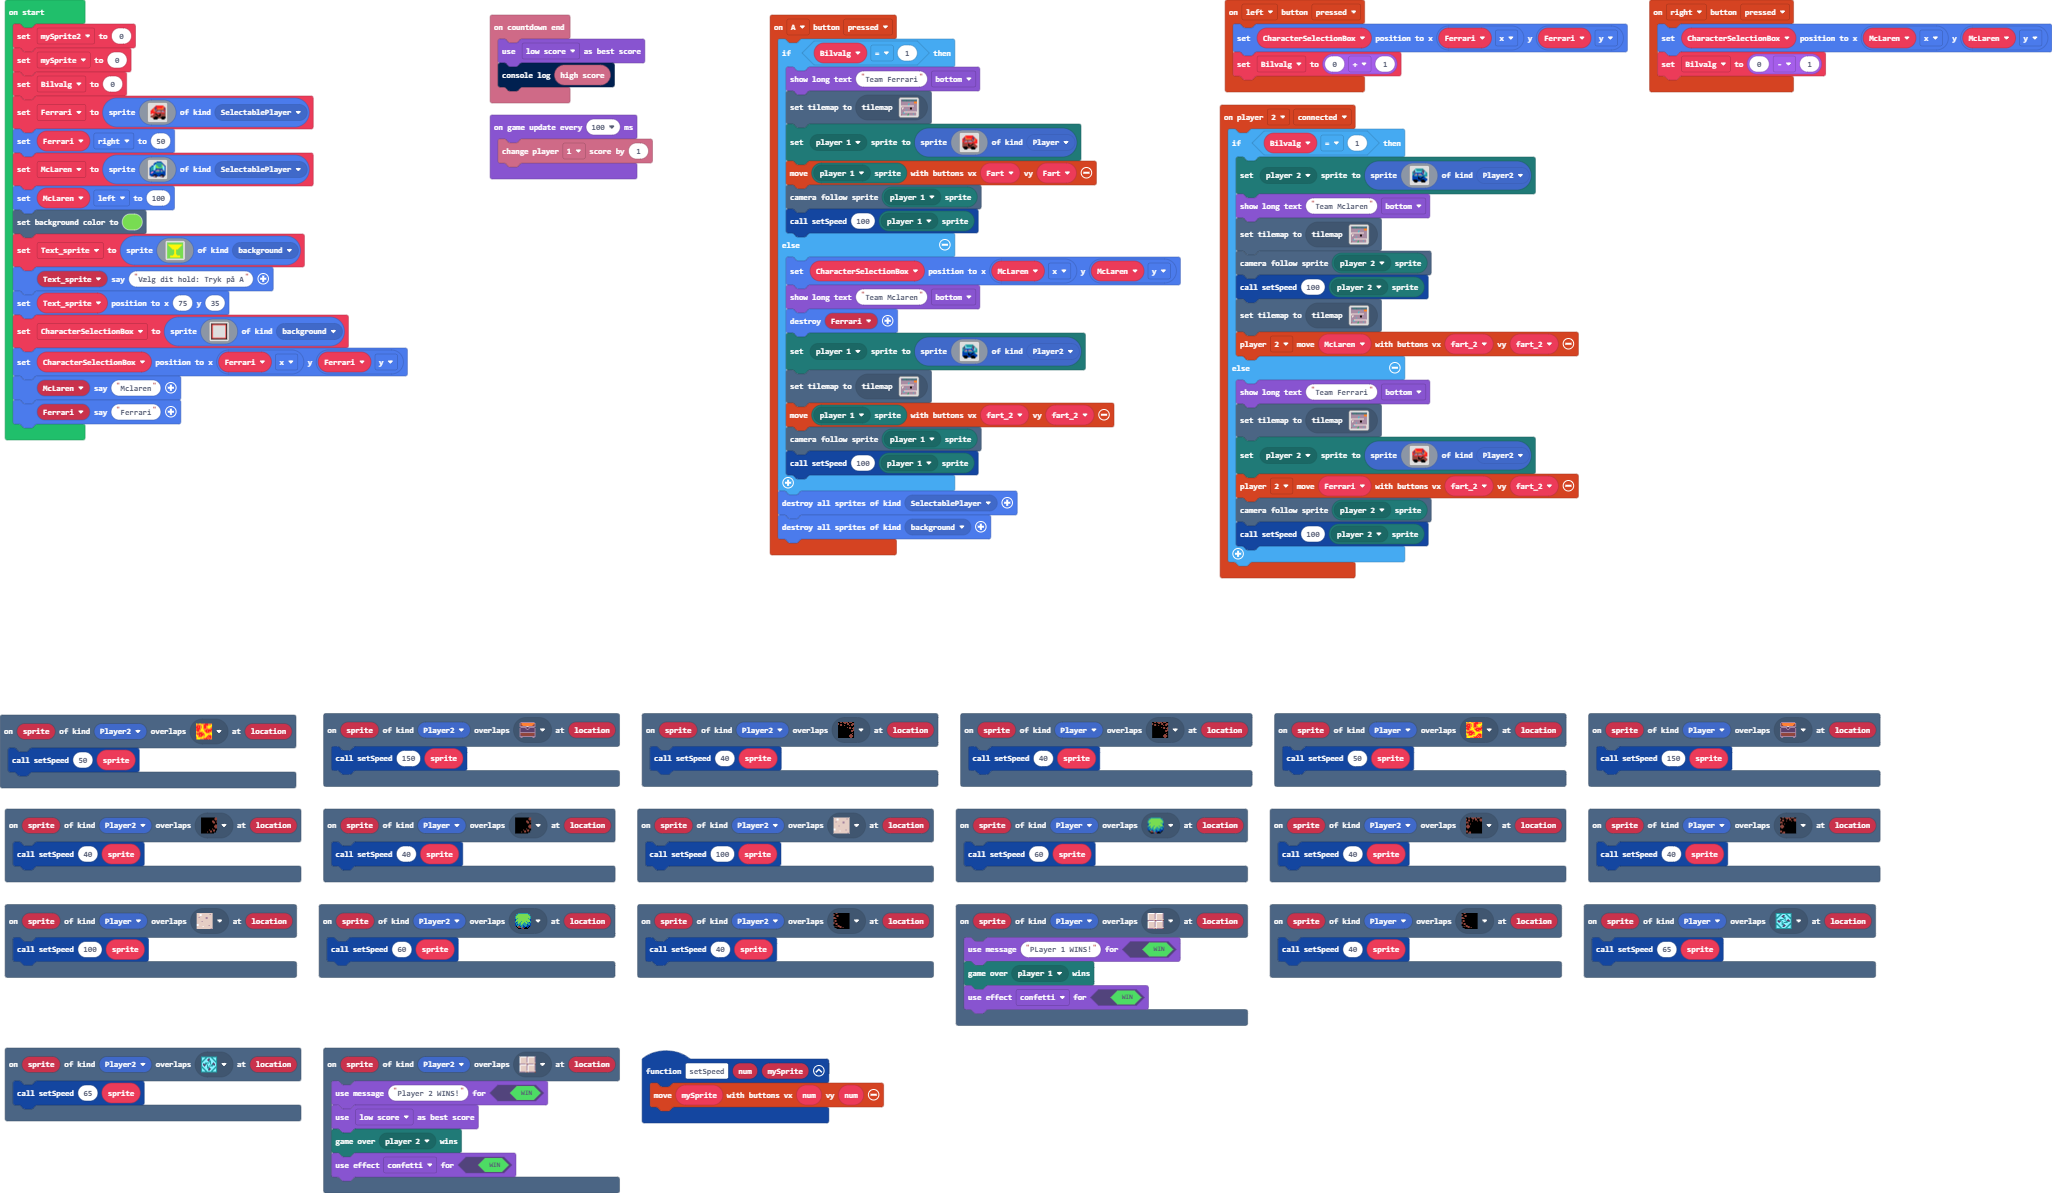 on start
set mySprite2 to 0
set mySprite to 0
set Bilvalg to 0
set Ferrari to sprite of kind SelectablePlayer
set Ferrari right to 50
set McLaren to sprite of kind SelectablePlayer
set McLaren left to 100
set background color to
set Text_sprite to sprite of kind background
Text_sprite say "Vælg dit hold: Tryk på A"
set Text_sprite position to x 75 y 35
set CharacterSelectionBox to sprite of kind background
set CharacterSelectionBox position to x Ferrari x y Ferrari y
McLaren say "Mclaren"
Ferrari say "Ferrari"
on countdown end
use low score as best score
console log high score
on game update every 100 ms
change player 1 score by 1
on A button pressed
if Bilvalg = 1 then
show long text "Team Ferrari" bottom
set tilemap to tilemap
set player 1 sprite to sprite of kind Player
move player 1 sprite with buttons vx Fart vy Fart
camera follow sprite player 1 sprite
call setSpeed 100 player 1 sprite
else
set CharacterSelectionBox position to x McLaren x y McLaren y
show long text "Team Mclaren" bottom
destroy Ferrari
set player 1 sprite to sprite of kind Player2
set tilemap to tilemap
move player 1 sprite with buttons vx fart_2 vy fart_2
camera follow sprite player 1 sprite
call setSpeed 100 player 1 sprite
destroy all sprites of kind SelectablePlayer
destroy all sprites of kind background
on left button pressed
set CharacterSelectionBox position to x Ferrari x y Ferrari y
set Bilvalg to 0 + 1
on right button pressed
set CharacterSelectionBox position to x McLaren x y McLaren y
set Bilvalg to 0 - 1
on player 2 connected
if Bilvalg = 1 then
set player 2 sprite to sprite of kind Player2
show long text "Team Mclaren" bottom
set tilemap to tilemap
camera follow sprite player 2 sprite
call setSpeed 100 player 2 sprite
set tilemap to tilemap
player 2 move McLaren with buttons vx fart_2 vy fart_2
else
show long text "Team Ferrari" bottom
set tilemap to tilemap
set player 2 sprite to sprite of kind Player2
player 2 move Ferrari with buttons vx fart_2 vy fart_2
camera follow sprite player 2 sprite
call setSpeed 100 player 2 sprite
on sprite of kind Player2 overlaps at location
call setSpeed 50 sprite
on sprite of kind Player2 overlaps at location
call setSpeed 150 sprite
on sprite of kind Player2 overlaps at location
call setSpeed 40 sprite
on sprite of kind Player overlaps at location
call setSpeed 40 sprite
on sprite of kind Player overlaps at location
call setSpeed 50 sprite
on sprite of kind Player overlaps at location
call setSpeed 150 sprite
on sprite of kind Player2 overlaps at location
call setSpeed 40 sprite
on sprite of kind Player overlaps at location
call setSpeed 40 sprite
on sprite of kind Player2 overlaps at location
call setSpeed 100 sprite
on sprite of kind Player overlaps at location
call setSpeed 60 sprite
on sprite of kind Player2 overlaps at location
call setSpeed 40 sprite
on sprite of kind Player overlaps at location
call setSpeed 40 sprite
on sprite of kind Player overlaps at location
call setSpeed 100 sprite
on sprite of kind Player2 overlaps at location
call setSpeed 60 sprite
on sprite of kind Player2 overlaps at location
call setSpeed 40 sprite
on sprite of kind Player overlaps at location
use message "PLayer 1 WINS!" for WIN
game over player 1 wins
use effect confetti for WIN
on sprite of kind Player overlaps at location
call setSpeed 40 sprite
on sprite of kind Player overlaps at location
call setSpeed 65 sprite
on sprite of kind Player2 overlaps at location
call setSpeed 65 sprite
on sprite of kind Player2 overlaps at location
use message "Player 2 WINS!" for WIN
use low score as best score
game over player 2 wins
use effect confetti for WIN
function setSpeed num mySprite
move mySprite with buttons vx num vy num